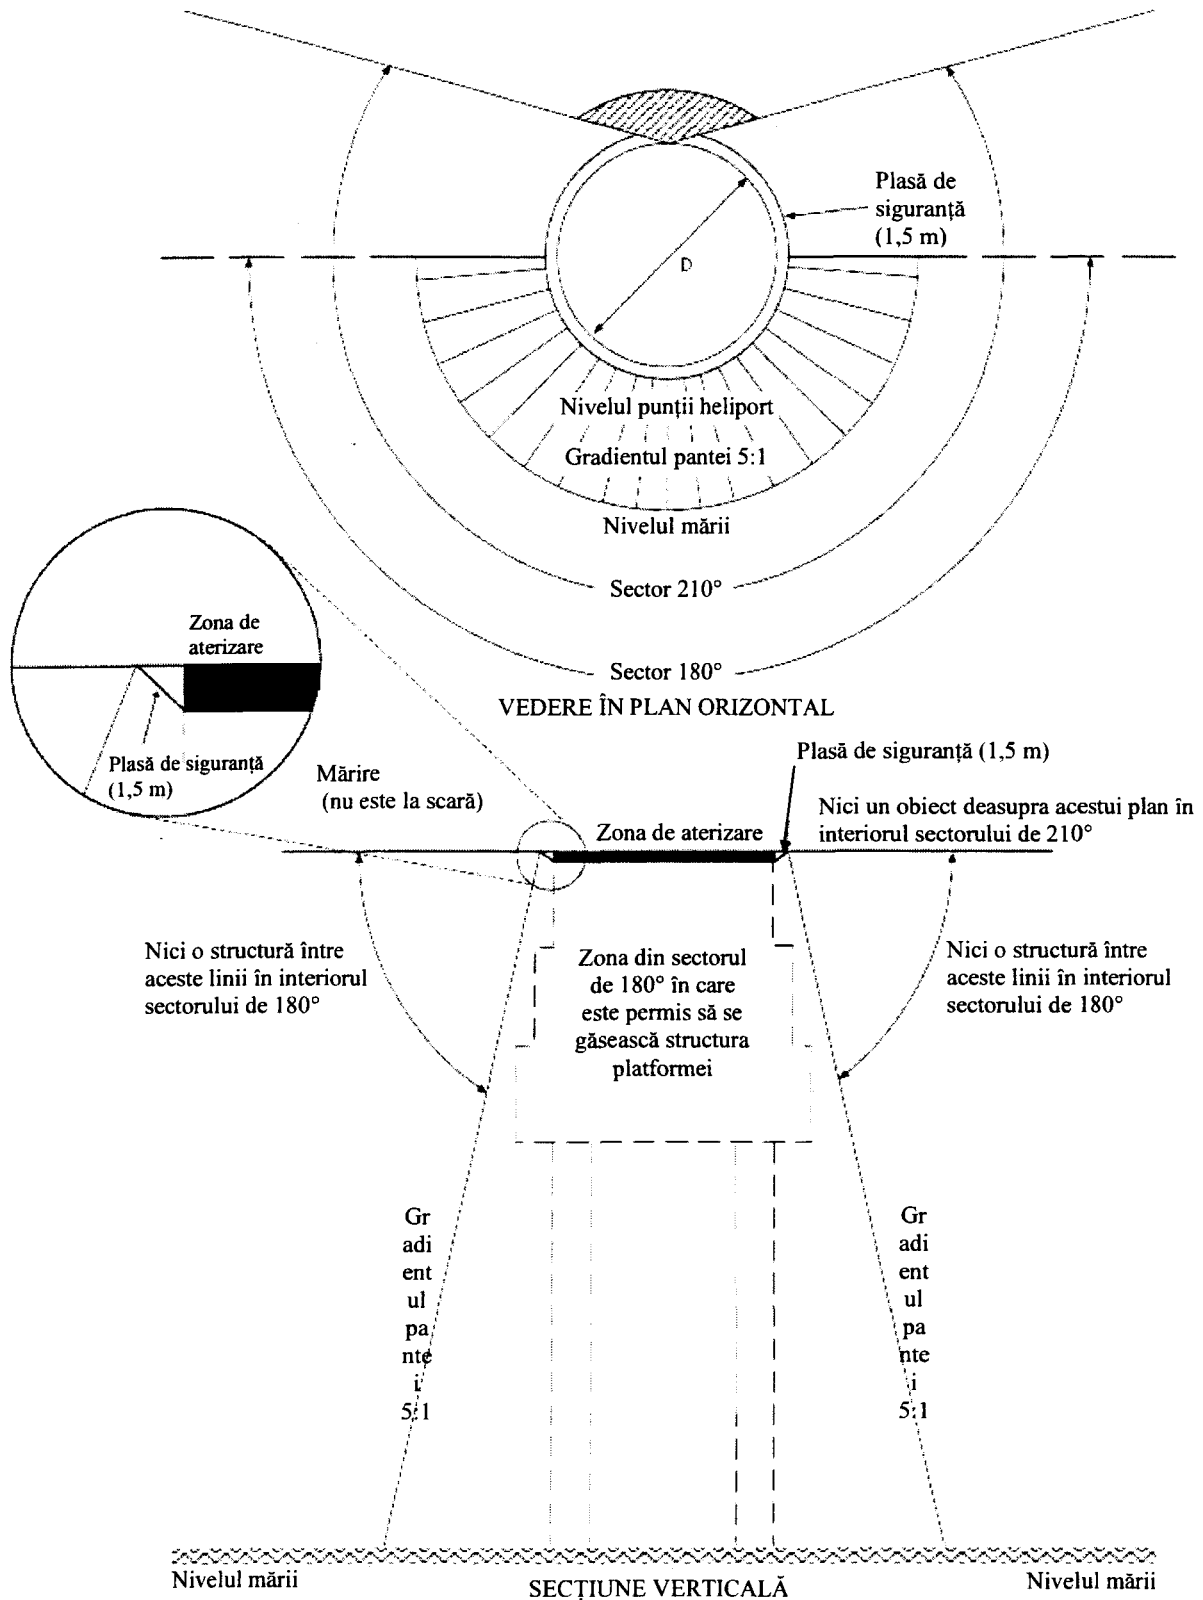 Plasă de
siguranță
(1,5 m)
D
Nivelul punții heliport
Gradientul pantei 5:1
Nivelul mării
Sector 210°
Sector 180°
VEDERE ÎN PLAN ORIZONTAL
Zona de
aterizare
Plasă de siguranță
(1,5 m)
Mărire
(nu este la scară)
Plasă de siguranță (1,5 m)
Nici un obiect deasupra acestui plan în
interiorul sectorului de 210°
Zona de aterizare
Nici o structură între
aceste linii în interiorul
sectorului de 180°
Zona din sectorul
de 180° în care
este permis să se
găsească structura
platformei
Nici o structură între
aceste linii în interiorul
sectorului de 180°
Gr
adi
ent
ul
pa
nte
i
5:1
Gr
adi
ent
ul
pa
nte
i
5:1
Nivelul mării
SECȚIUNE VERTICALĂ
Nivelul mării